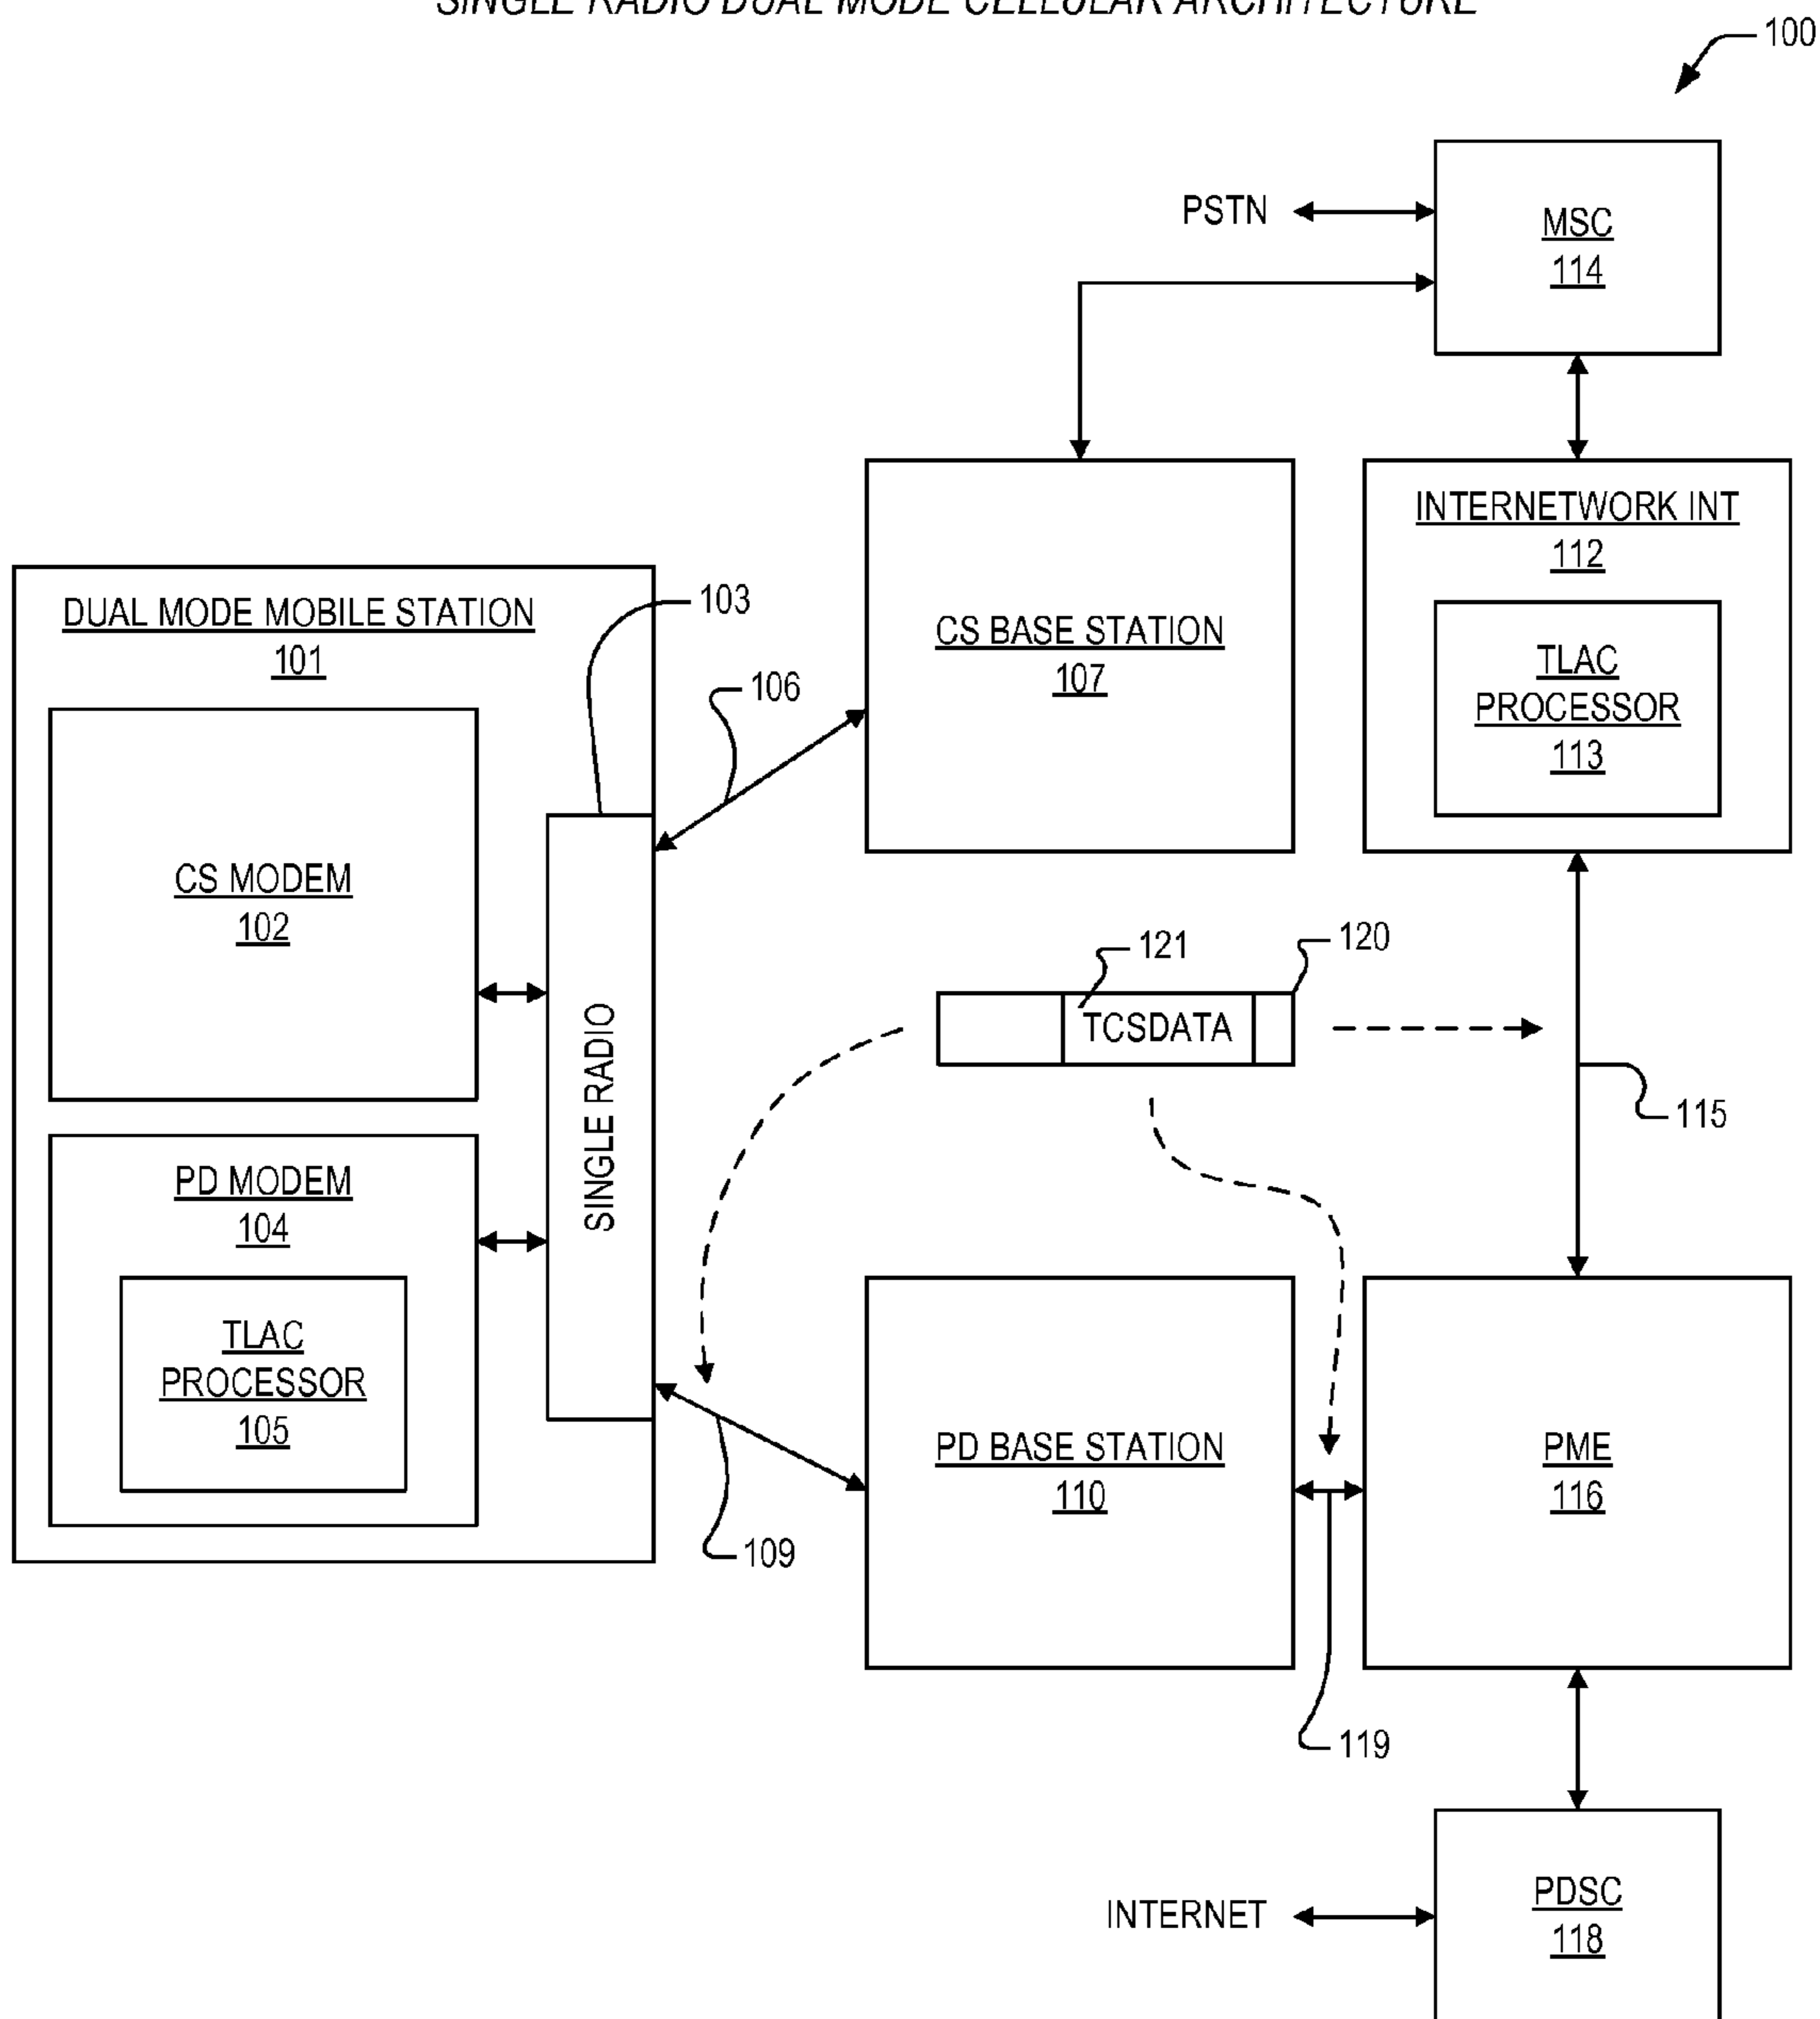 SINGLE RADIO DUAL MODE CELLULAR ARCHITECTURE
100
PSTN
MSC
114
INTERNETWORK INT
112
TLAC
PROCESSOR
113
CS BASE STATION
107
DUAL MODE MOBILE STATION
101
103
106
CS MODEM
102
SINGLE RADIO
121
120
TCSDATA
115
PD MODEM
104
TLAC
PROCESSOR
105
109
PD BASE STATION
110
PME
116
119
INTERNET
PDSC
118